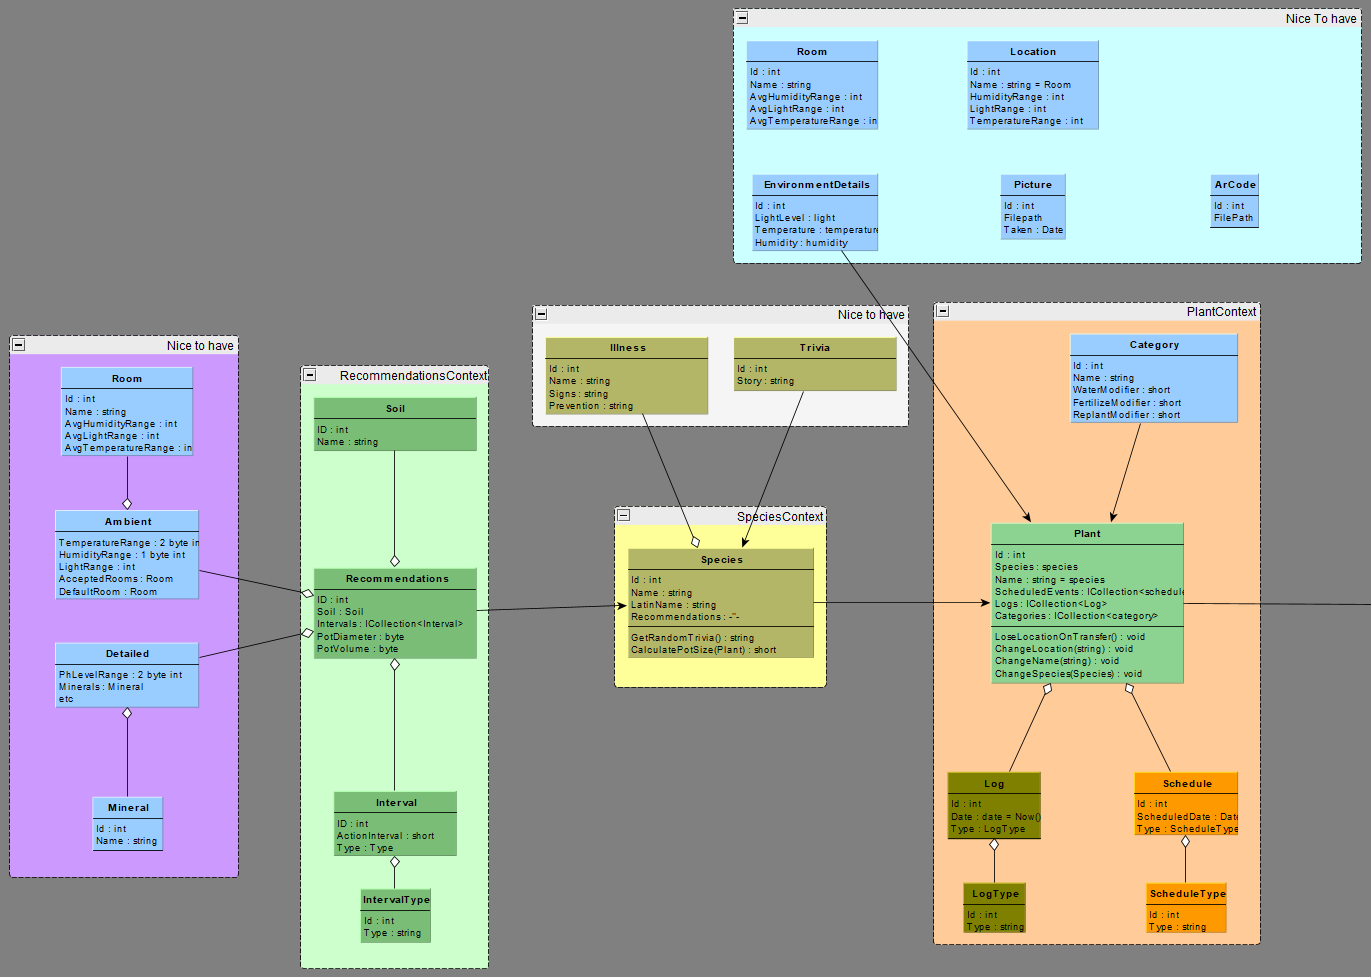 Nice To have
Room
Id : int
Name : string
AvgHumidityRange : int
AvgLightRange : int
AvgTemperatureRange : in
Location
Id : int
Name : string = Room
HumidityRange : int
LightRange : int
TemperatureRange : int
EnvironmentDetails
Id : int
LightLevel : light
Temperature : temperature
Humidity : humidity
Picture
Id : int
Filepath
Taken : Date
ArCode
Id : int
FilePath
Nice to have
Room
Id : int
Name : string
AvgHumidityRange : int
AvgLightRange : int
AvgTemperatureRange : in
Ambient
TemperatureRange : 2 byte in
HumidityRange : 1 byte int
LightRange : int
AcceptedRooms : Room
DefaultRoom : Room
Detailed
PhLevelRange : 2 byte int
Minerals : Mineral
etc
Mineral
Id : int
Name : string
RecommendationsContext
Soil
ID : int
Name : string
Recommendations
ID : int
Soil : Soil
Intervals : ICollection<Interval>
PotDiameter : byte
PotVolume : byte
Interval
ID : int
ActionInterval : short
Type : Type
IntervalType
Id : int
Type : string
Nice to have
Illness
Id : int
Name : string
Signs : string
Prevention : string
Trivia
Id : int
Story : string
SpeciesContext
Species
Id : int
Name : string
LatinName : string
Recommendations : -"-
GetRandomTrivia() : string
CalculatePotSize(Plant) : short
PlantContext
Category
Id : int
Name : string
WaterModifier : short
FertilizeModifier : short
ReplantModifier : short
Plant
Id : int
Species : species
Name : string = species
ScheduledEvents : ICollection<schedule
Logs : ICollection<Log>
Categories : ICollection<category>
LoseLocationOnTransfer() : void
ChangeLocation(string) : void
ChangeName(string) : void
ChangeSpecies(Species) : void
Log
Id : int
Date : date = Now()
Type : LogType
Schedule
Id : int
ScheduledDate : Date
Type : ScheduleType
LogType
Id : int
Type : string
ScheduleType
Id : int
Type : string